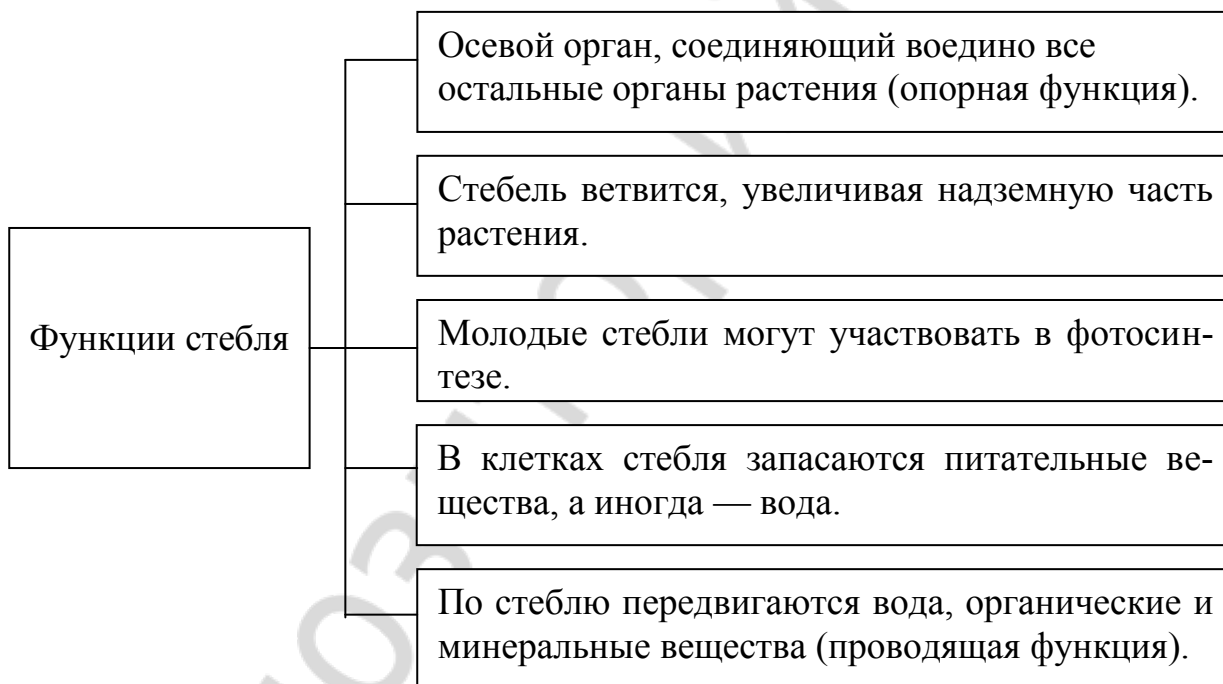 Осевой орган, соединяющий воедино все
остальные органы растения (опорная функция).
Стебель ветвится, увеличивая надземную часть
растения.
Функции стебля
Молодые стебли могут участвовать в фотосин-
тезе.
В клетках стебля запасаются питательные ве-
щества, а иногда — вода.
По стеблю передвигаются вода, органические и
минеральные вещества (проводящая функция).